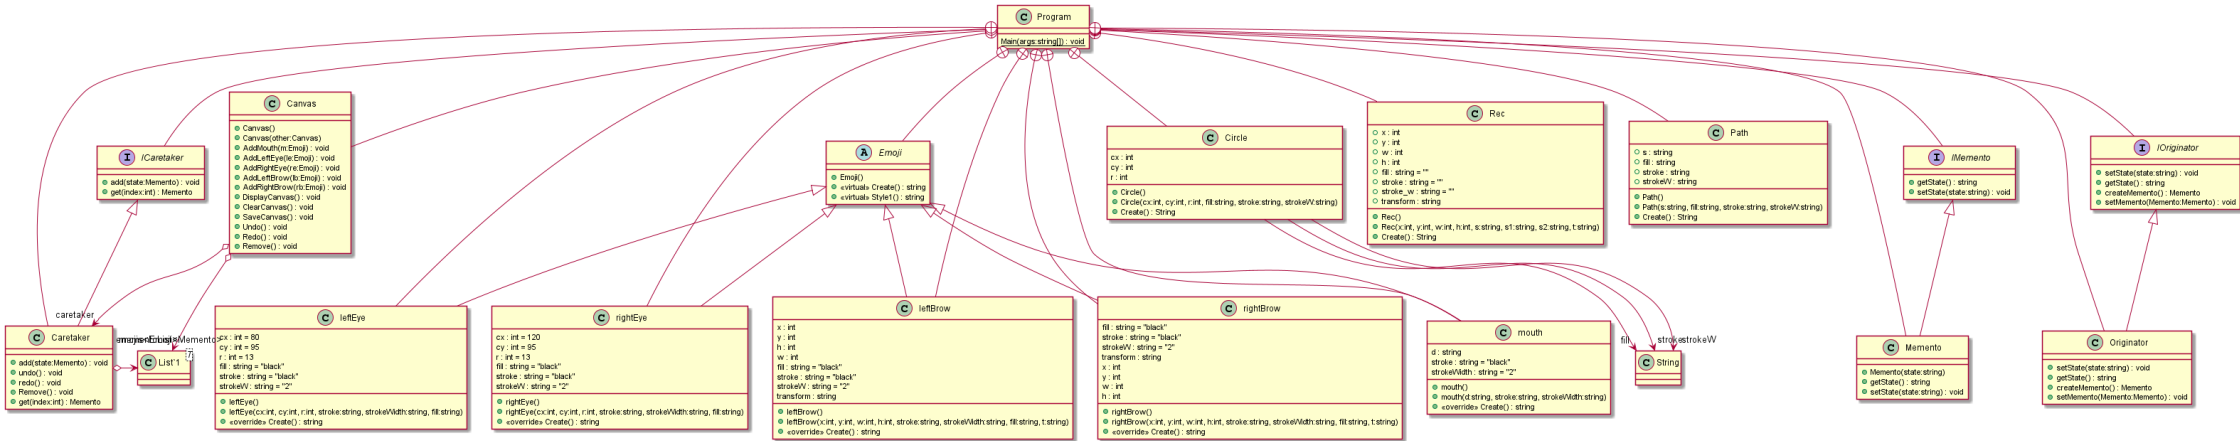 C Program
Main(args:string[]) : void
C Canvas
Canvas()
Canvas(other:Canvas)
AddMouth(m:Emoji) : void
AddLeftEye(le:Emoji) : void
AddRightEye(re:Emoji) : void
AddLeftBrow(lb:Emoji) : void
AddRightBrow(rb:Emoji) : void
DisplayCanvas() : void
ClearCanvas() : void
SaveCanvas() : void
Undo() : void
Redo() : void
Remove() : void
I ICaretaker
add(state:Memento) : void
get(index:int) : Memento
A Emoji
Emoji()
«virtual» Create() : string
«virtual» Style1() : string
C Circle
cx : int
cy : int
r : int
Circle()
Circle(cx:int, cy:int, r:int, fill:string, stroke:string, strokeW:string)
Create() : String
C Rec
x : int
y : int
w : int
h : int
fill : string = ""
stroke : string = ""
stroke_w : string = ""
transform : string
Rec()
Rec(x:int, y:int, w:int, h:int, s:string, s1:string, s2:string, t:string)
Create() : String
C Path
s : string
fill : string
stroke : string
strokeW : string
Path()
Path(s:string, fill:string, stroke:string, strokeW:string)
Create() : String
I IMemento
getState() : string
setState(state:string) : void
I IOriginator
setState(state:string) : void
getState() : string
createMemento() : Memento
setMemento(Memento:Memento) : void
caretaker
C Caretaker
add(state:Memento) : void
undo() : void
redo() : void
Remove() : void
get(index:int) : Memento
<Memento>
C List`1
T
C leftEye
cx : int = 80
cy : int = 95
r : int = 13
fill : string = "black"
stroke : string = "black"
strokeW : string = "2"
leftEye()
leftEye(cx:int, cy:int, r:int, stroke:string, strokeWidth:string, fill:string)
«override» Create() : string
C rightEye
cx : int = 120
cy : int = 95
r : int = 13
fill : string = "black"
stroke : string = "black"
strokeW : string = "2"
rightEye()
rightEye(cx:int, cy:int, r:int, stroke:string, strokeWidth:string, fill:string)
«override» Create() : string
C leftBrow
x : int
y : int
h : int
w : int
fill : string = "black"
stroke : string = "black"
strokeW : string = "2"
transform : string
leftBrow()
leftBrow(x:int, y:int, w:int, h:int, stroke:string, strokeWidth:string, fill:string, t:string)
«override» Create() : string
C rightBrow
fill : string = "black"
stroke : string = "black"
strokeW : string = "2"
transform : string
x : int
y : int
w : int
h : int
rightBrow()
rightBrow(x:int, y:int, w:int, h:int, stroke:string, strokeWidth:string, fill:string, t:string)
«override» Create() : string
C mouth
d : string
stroke : string = "black"
strokeWidth : string = "2"
mouth()
mouth(d:string, stroke:string, strokeWidth:string)
«override» Create() : string
fill
stroke
strokeW
C String
C Memento
Memento(state:string)
getState() : string
setState(state:string) : void
C Originator
setState(state:string) : void
getState() : string
createMemento() : Memento
setMemento(Memento:Memento) : void